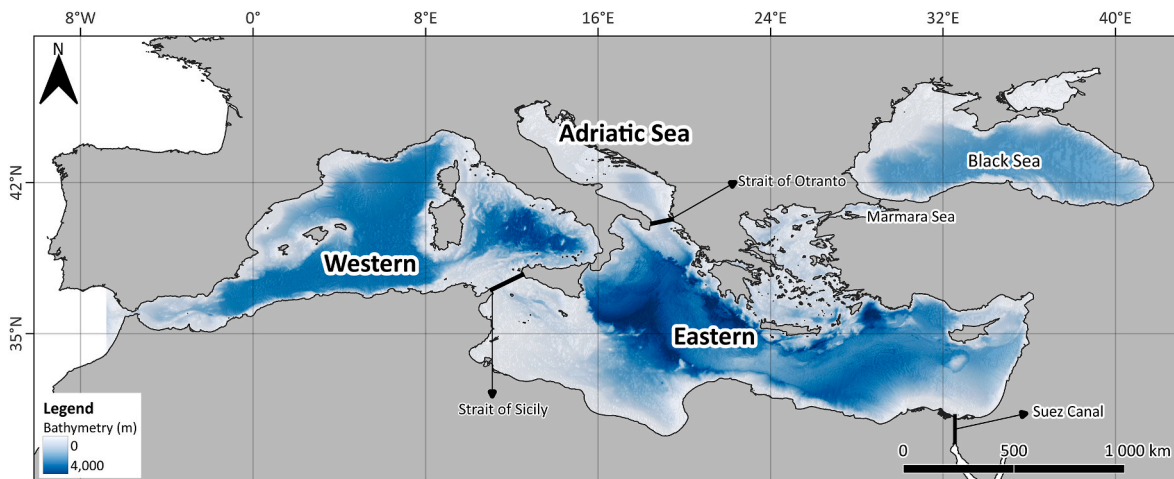 8°W
0°
8°E
16°E
24°E
32°E
40°E
N
Adriatic Sea
Black Sea
42°N
Strait of Otranto
Marmara Sea
Western
35°N
Eastern
Strait of Sicily
Suez Canal
Legend
Bathymetry (m)
0
4,000
0 500 1 000 km